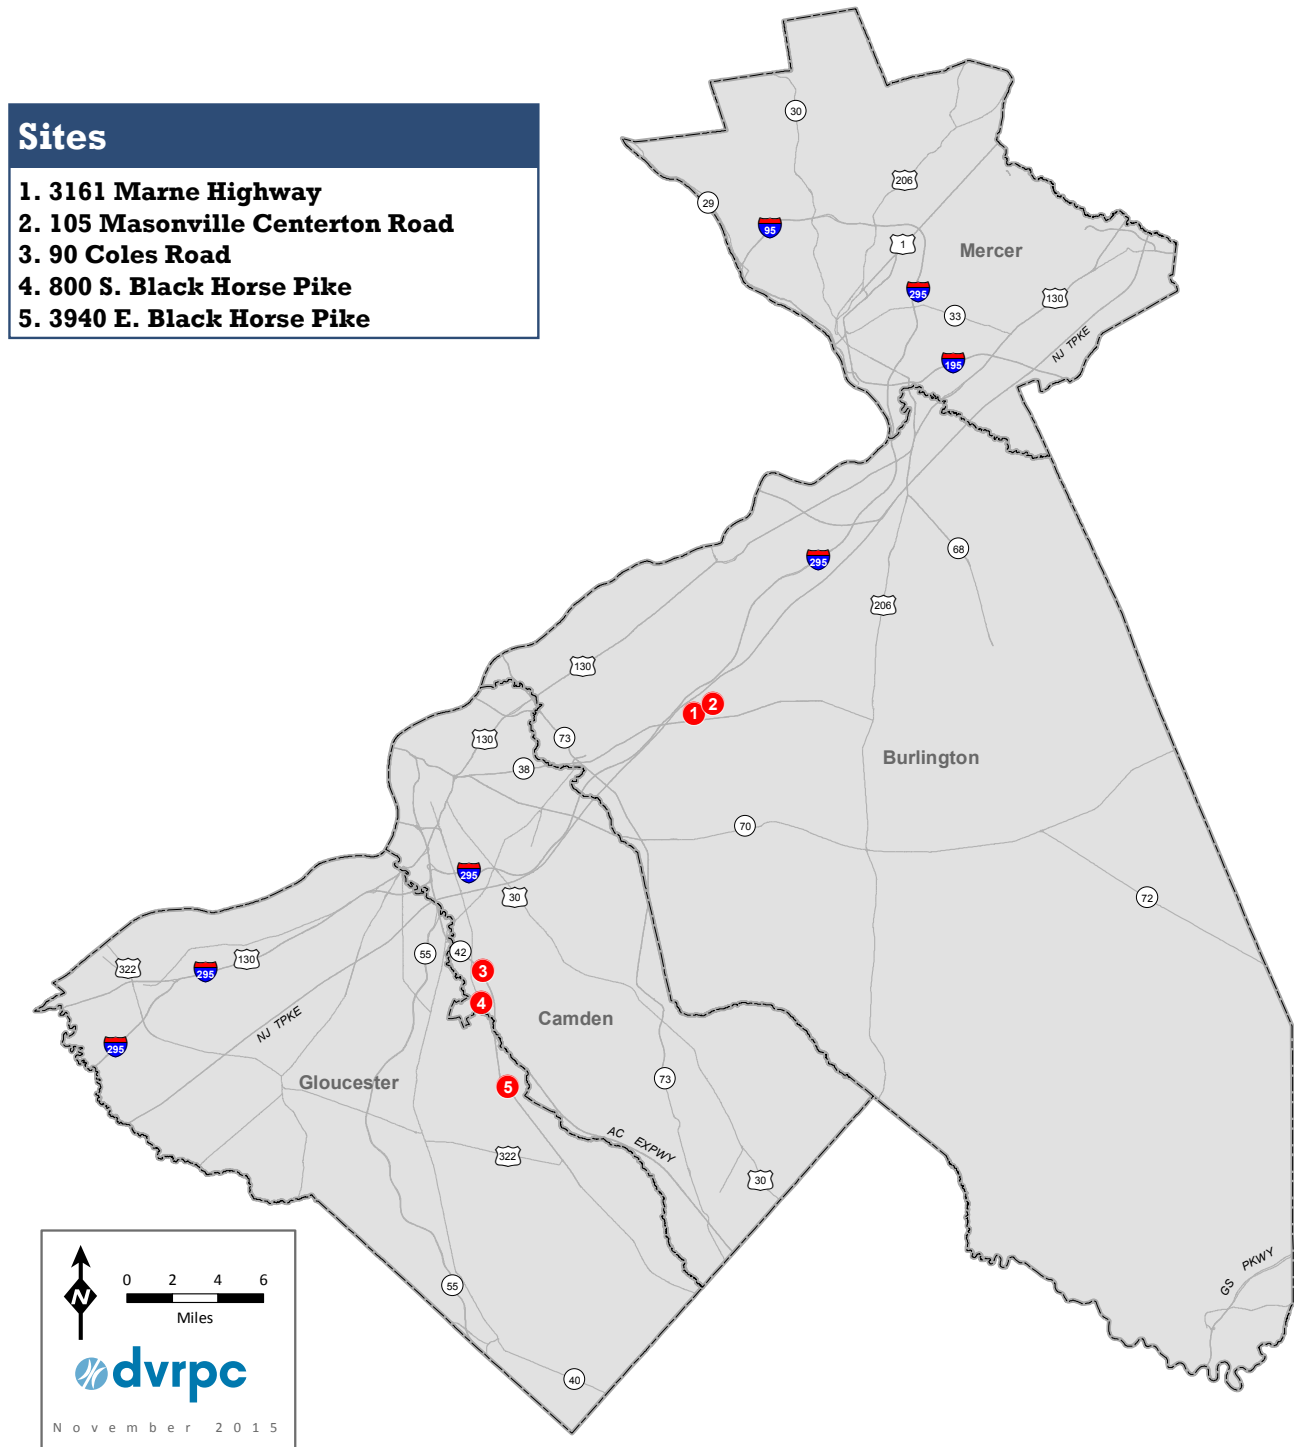 Sites
1. 3161 Marne Highway
2. 105 Masonville Centerton Road
3. 90 Coles Road
4. 800 S. Black Horse Pike
5. 3940 E. Black Horse Pike
30
206
29
95
1
Mercer
295
130
33
NJ TPKE
195
68
295
206
130
1
2
130
73
38
Burlington
70
295
30
72
55
42
322
295
130
3
4
Camden
NJ TPKE
295
Gloucester
73
5
AC EXPWY
322
30
GS PKWY
55
40
N
0 2 4 6
Miles
dvrpc
November 2015